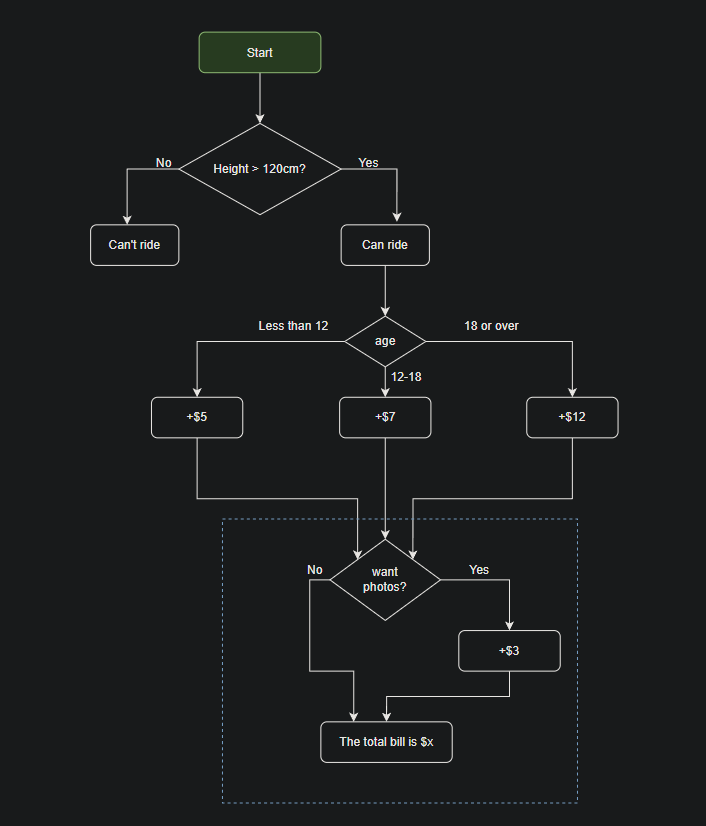 Start
Height > 120cm?
No
Yes
Can't ride
Can ride
Less than 12
age
18 or over
12-18
+$5
+$7
+$12
No
want
photos?
Yes
+$3
The total bill is $x